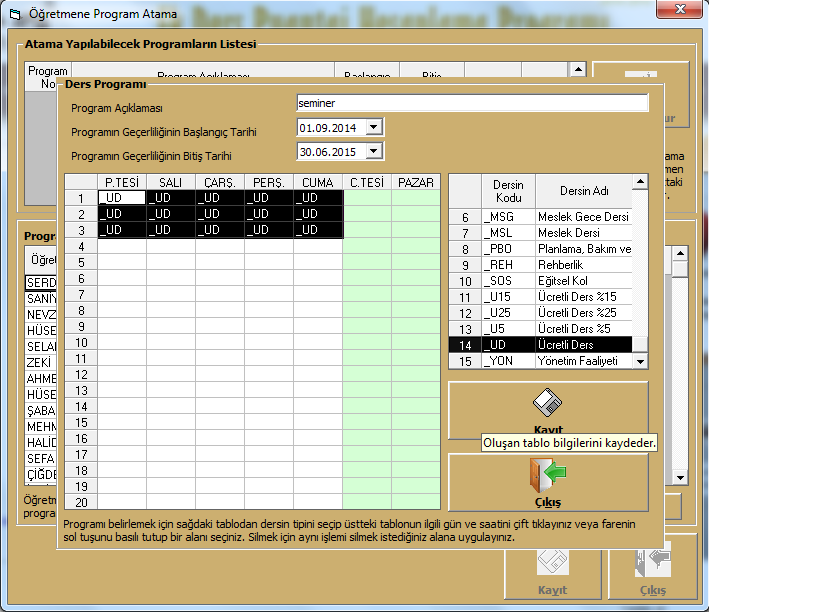 Öğretmene Program Atama
Atama Yapılabilecek Programların Listesi
Program
No
Program Açıklaması Başlangıç Bitiş
Ders Programı
Program Açıklaması seminer
Programın Geçerliliğinin Başlangıç Tarihi 01.09.2014
Programın Geçerliliğinin Bitiş Tarihi 30.06.2015
P.TESİ SALI ÇARŞ. PERŞ. CUMA C.TESİ PAZAR
1 _UD _UD _UD _UD _UD
2 _UD _UD _UD _UD _UD
3 _UD _UD _UD _UD _UD
4
5
6
7
8
9
10
11
12
13
14
15
16
17
18
19
20
Dersin Kodu Dersin Adı
6 _MSG Meslek Gece Dersi
7 _MSL Meslek Dersi
8 _PBO Planlama, Bakım ve
9 _REH Rehberlik
10 _SOS Eğitsel Kol
11 _U15 Ücretli Ders %15
12 _U25 Ücretli Ders %25
13 _U5 Ücretli Ders %5
14 _UD Ücretli Ders
15 _YON Yönetim Faaliyeti
Kayıt
Oluşan tablo bilgilerini kaydeder.
Çıkış
Programı belirlemek için sağdaki tablodan dersin tipini seçip üstteki tablonun ilgili gün ve saatini çift tıklayınız veya farenin
sol tuşunu basılı tutup bir alanı seçiniz. Silmek için aynı işlemi silmek istediğiniz alana uygulayınız.
Progr
Öğret
SERD
SANİY
NEVZ
HÜSE
SELA
ZEKİ
AHME
HÜSE
ŞABA
MEHM
HALİD
SEFA
ÇİĞDE
Öğretme
progra
Kayıt
Çıkış